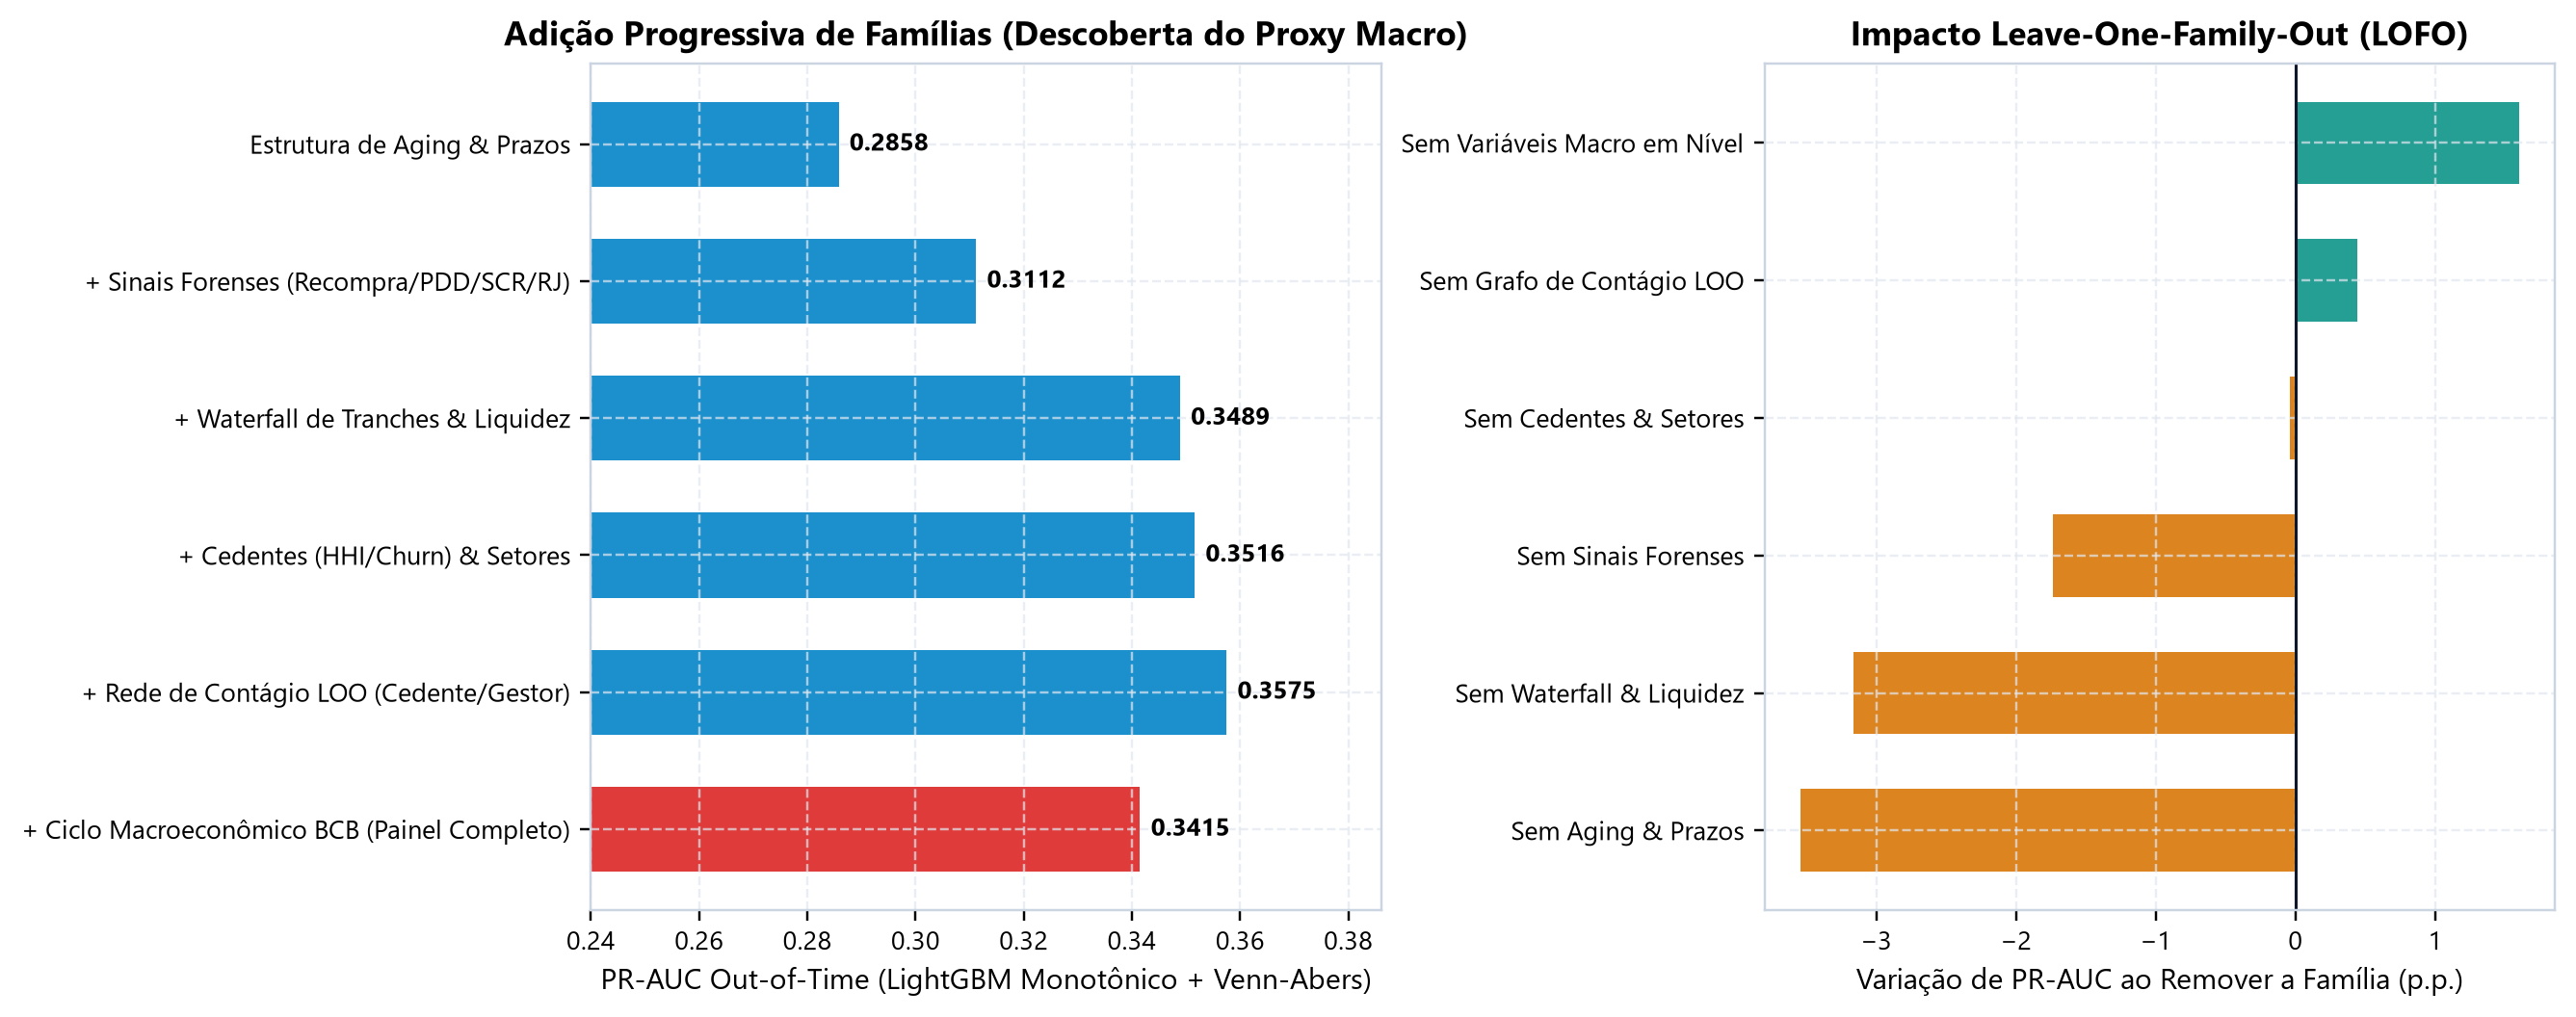 Adição Progressiva de Famílias (Descoberta do Proxy Macro)
Estrutura de Aging & Prazos
0.2858
+ Sinais Forenses (Recompra/PDD/SCR/RJ)
0.3112
+ Waterfall de Tranches & Liquidez
0.3489
+ Cedentes (HHI/Churn) & Setores
0.3516
+ Rede de Contágio LOO (Cedente/Gestor)
0.3575
+ Ciclo Macroeconômico BCB (Painel Completo)
0.3415
0.24 0.26 0.28 0.30 0.32 0.34 0.36 0.38
PR-AUC Out-of-Time (LightGBM Monotônico + Venn-Abers)
Impacto Leave-One-Family-Out (LOFO)
Sem Variáveis Macro em Nível
Sem Grafo de Contágio LOO
Sem Cedentes & Setores
Sem Sinais Forenses
Sem Waterfall & Liquidez
Sem Aging & Prazos
−3 −2 −1 0 1
Variação de PR-AUC ao Remover a Família (p.p.)